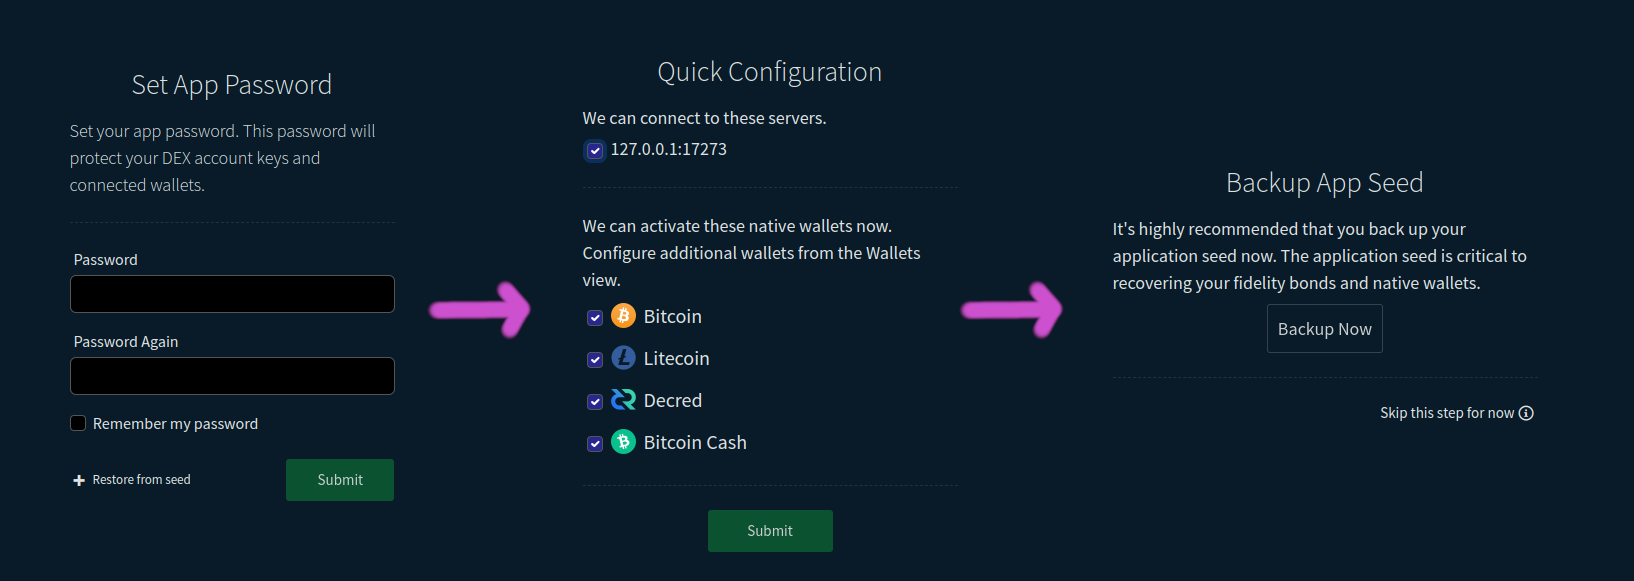 Set App Password
Set your app password. This password will
protect your DEX account keys and
connected wallets.
Password
Password Again
Remember my password
Restore from seed
Submit
Quick Configuration
We can connect to these servers.
127.0.0.1:17273
We can activate these native wallets now.
Configure additional wallets from the Wallets
view.
Bitcoin
Litecoin
Decred
Bitcoin Cash
Submit
Backup App Seed
It's highly recommended that you back up your
application seed now. The application seed is critical to
recovering your fidelity bonds and native wallets.
Backup Now
Skip this step for now